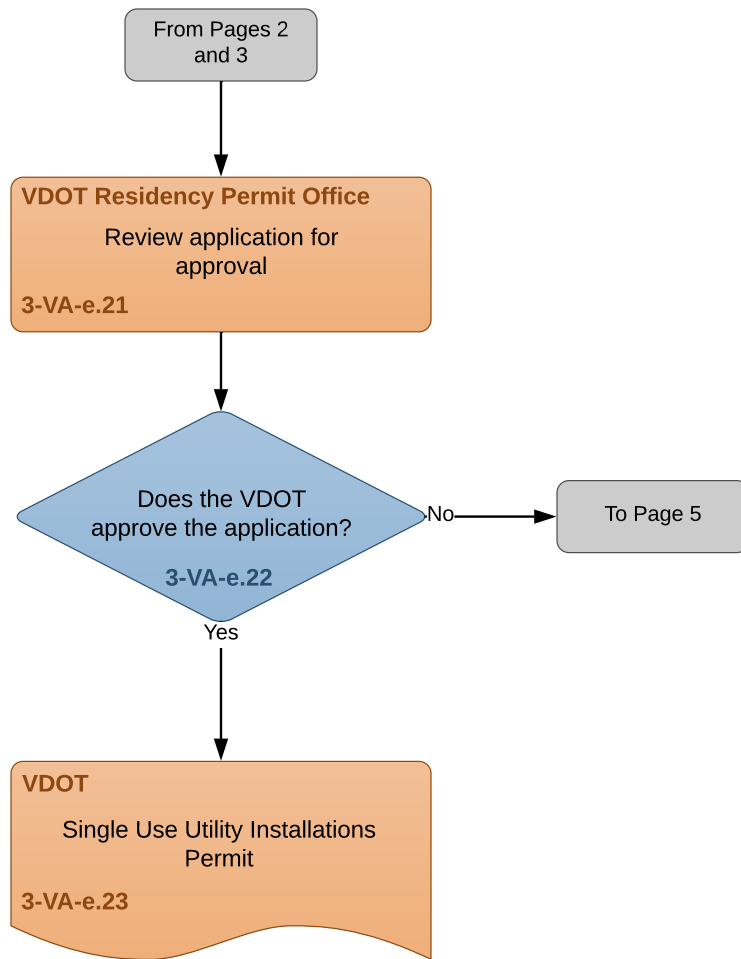 From Pages 2
and 3
VDOT Residency Permit Office
Review application for
approval
3-VA-e.21
Does the VDOT
approve the application?
3-VA-e.22
No
To Page 5
Yes
VDOT
Single Use Utility Installations
Permit
3-VA-e.23